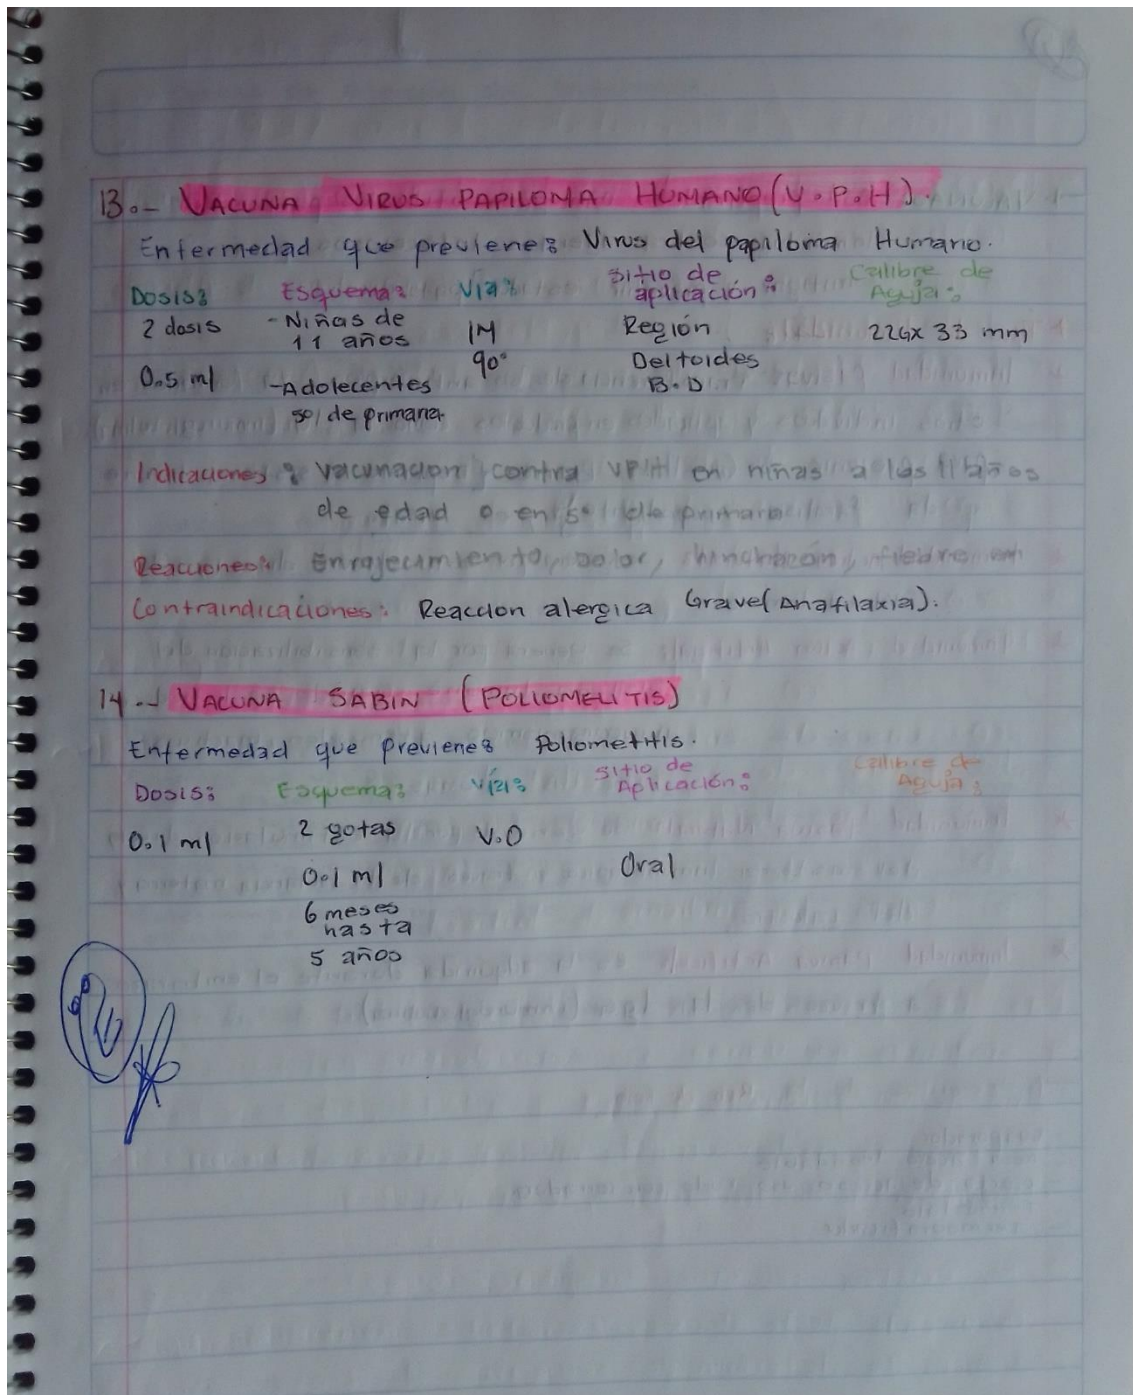 13.- VACUNA VIRUS PAPILOMA HUMANO (V.P.H).
Enfermedad que previene: Virus del papiloma Humano.
Dosis: Esquema: Vía: Sitio de aplicación: Calibre de Aguja:
2 dosis - Niñas de 11 años IM Región 22Gx 33 mm
0.5 ml - Adolecentes 90° Deltoides B.D
5°/ de primaria.
Indicaciones: Vacunacion contra VPH en niñas a las 11 años
de edad o en 5° de primaria
Reacciones: Enrojecimiento, dolor, hinchazón, fiebre
Contraindicaciones: Reaccion alergica Grave (Anafilaxia).
14.- VACUNA SABIN (POLIOMELITIS)
Enfermedad que previene: Poliometitis.
Dosis: Esquema: Vía: Sitio de Aplicación: Calibre de Aguja:
0.1 ml 2 gotas V.O
0.1 ml Oral
6 meses
hasta
5 años